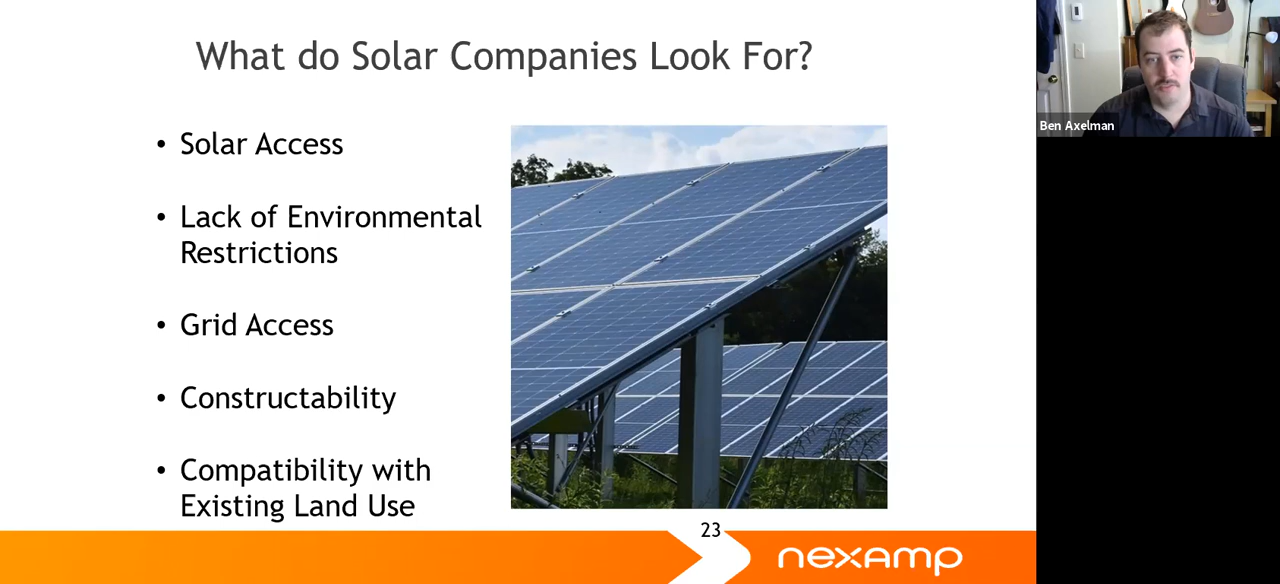 What do Solar Companies Look For?
• Solar Access
• Lack of Environmental
Restrictions
• Grid Access
• Constructability
• Compatibility with
Existing Land Use
23
nexamp
Ben Axelman